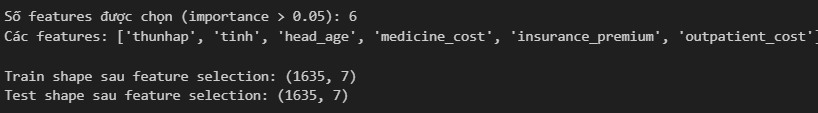 Số features được chọn (importance > 0.05): 6
Các features: ['thunhap', 'tinh', 'head_age', 'medicine_cost', 'insurance_premium', 'outpatient_cost']
Train shape sau feature selection: (1635, 7)
Test shape sau feature selection: (1635, 7)